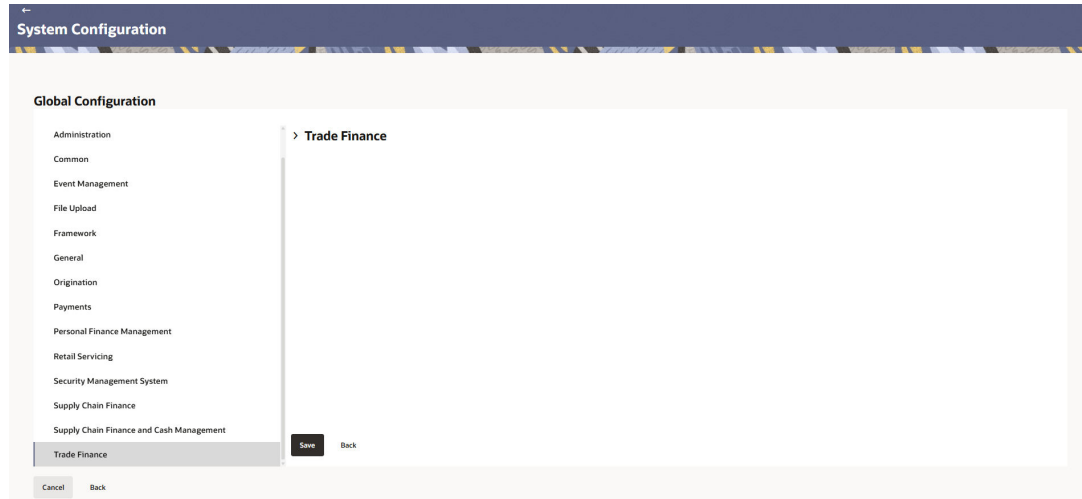 ←
System Configuration
Global Configuration
Administration
Common
Event Management
File Upload
Framework
General
Origination
Payments
Personal Finance Management
Retail Servicing
Security Management System
Supply Chain Finance
Supply Chain Finance and Cash Management
Trade Finance
> Trade Finance
Save Back
Cancel Back